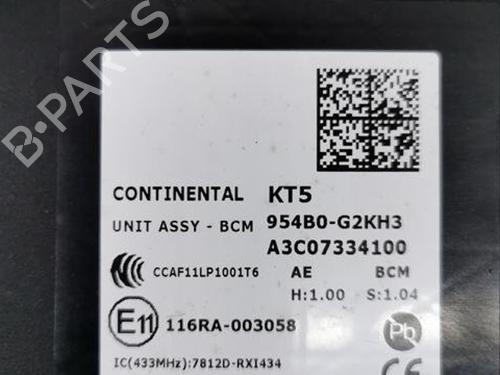 B-PARTS
CONTINENTAL KT5
UNIT ASSY - BCM 954B0-G2KH3
A3C07334100
CCAF11LP1001T6 AE BCM
H:1.00 S:1.04
E11 116RA-003058 Pb
IC(433MHz):7812D-RXI434 CE